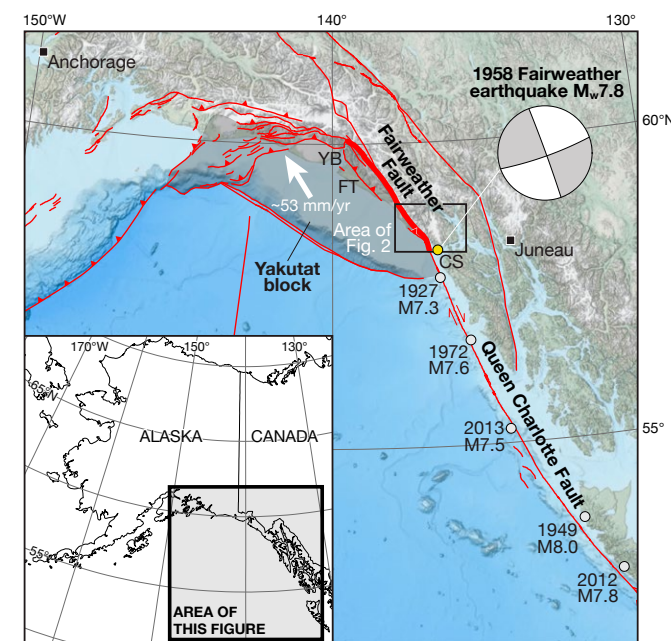 150°W
140°
130°
Anchorage
1958 Fairweather
earthquake Mw7.8
60°N
YB
Fairweather
Fault
FT
~53 mm/yr
Area of
Fig. 2
Juneau
CS
Yakutat
block
1927
M7.3
1972
M7.6
Queen Charlotte Fault
2013
M7.5
55°
1949
M8.0
2012
M7.8
170°W
150°
130°
65°N
ALASKA
CANADA
55°N
AREA OF
THIS FIGURE